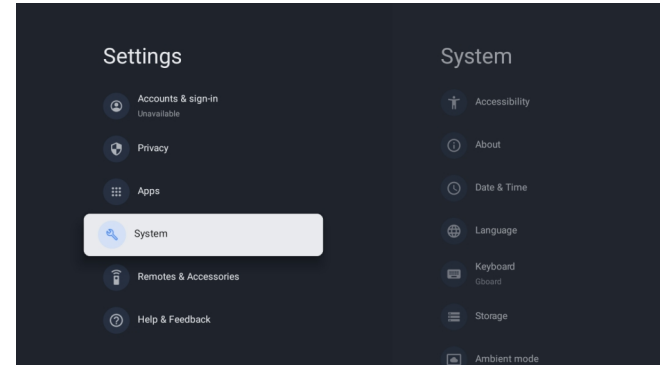 Settings
Accounts & sign-in
Unavailable
Privacy
Apps
System
Remotes & Accessories
Help & Feedback
System
Accessibility
About
Date & Time
Language
Keyboard
Gboard
Storage
Ambient mode